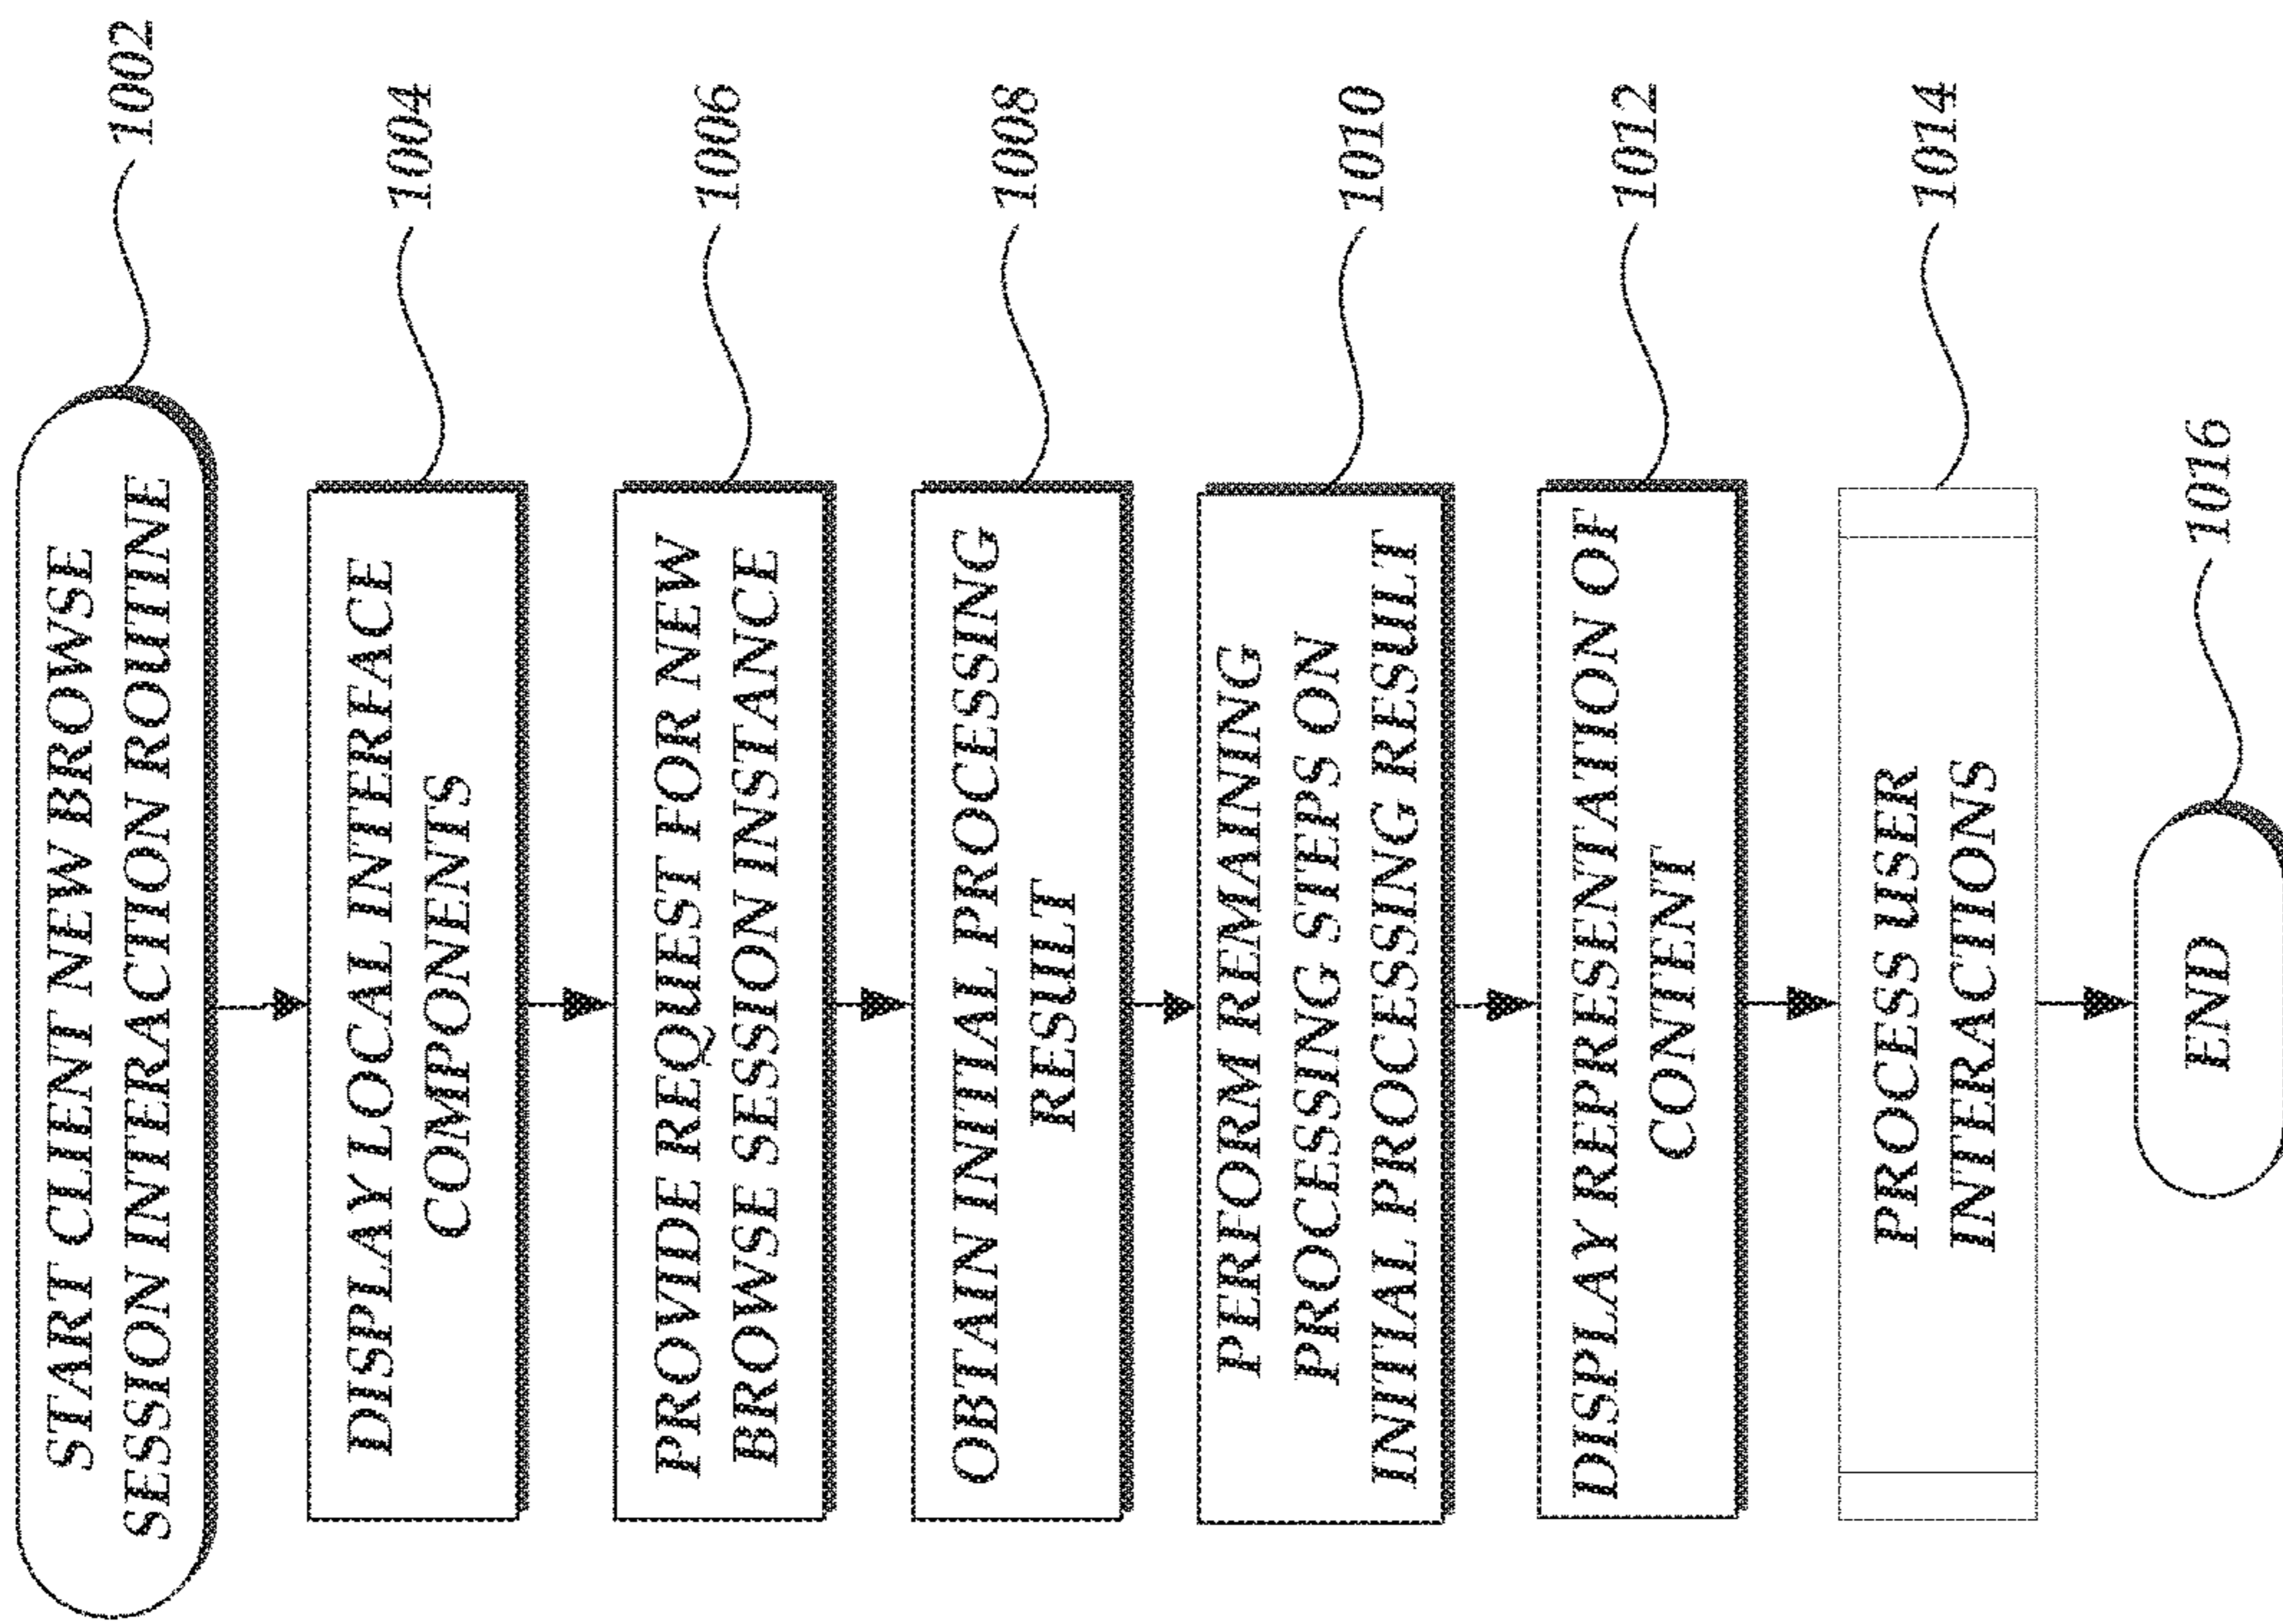 START CLIENT NEW BROWSE
SESSION INTERACTION ROUTINE
1002
DISPLAY LOCAL INTERFACE
COMPONENTS
1004
PROVIDE REQUEST FOR NEW
BROWSE SESSION INSTANCE
1006
OBTAIN INITIAL PROCESSING
RESULT
1008
PERFORM REMAINING
PROCESSING STEPS ON
INITIAL PROCESSING RESULT
1010
DISPLAY REPRESENTATION OF
CONTENT
1012
PROCESS USER
INTERACTIONS
1014
END
1016